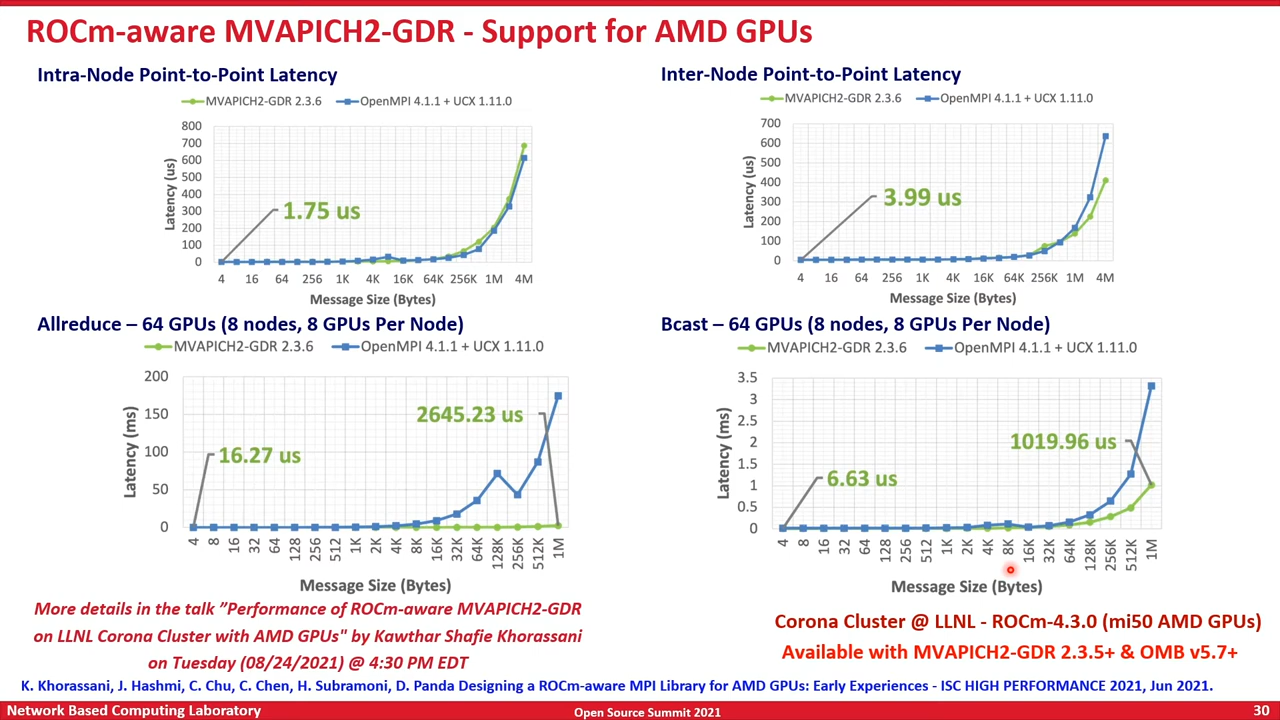 ROCm-aware MVAPICH2-GDR - Support for AMD GPUs
Intra-Node Point-to-Point Latency
MVAPICH2-GDR 2.3.6 OpenMPI 4.1.1 + UCX 1.11.0
Latency (us)
800
700
600
500
400
300
200
100
0
1.75 us
4 16 64 256 1K 4K 16K 64K 256K 1M 4M
Message Size (Bytes)
Inter-Node Point-to-Point Latency
MVAPICH2-GDR 2.3.6 OpenMPI 4.1.1 + UCX 1.11.0
Latency (us)
700
600
500
400
300
200
100
0
3.99 us
4 16 64 256 1K 4K 16K 64K 256K 1M 4M
Message Size (Bytes)
Allreduce – 64 GPUs (8 nodes, 8 GPUs Per Node)
MVAPICH2-GDR 2.3.6 OpenMPI 4.1.1 + UCX 1.11.0
Latency (ms)
200
150
100
50
0
16.27 us
2645.23 us
4 8 16 32 64 128 256 512 1K 2K 4K 8K 16K 32K 64K 128K 256K 512K 1M
Message Size (Bytes)
Bcast – 64 GPUs (8 nodes, 8 GPUs Per Node)
MVAPICH2-GDR 2.3.6 OpenMPI 4.1.1 + UCX 1.11.0
Latency (ms)
3.5
3
2.5
2
1.5
1
0.5
0
6.63 us
1019.96 us
4 8 16 32 64 128 256 512 1K 2K 4K 8K 16K 32K 64K 128K 256K 512K 1M
Message Size (Bytes)
More details in the talk ”Performance of ROCm-aware MVAPICH2-GDR
on LLNL Corona Cluster with AMD GPUs" by Kawthar Shafie Khorassani
on Tuesday (08/24/2021) @ 4:30 PM EDT
Corona Cluster @ LLNL - ROCm-4.3.0 (mi50 AMD GPUs)
Available with MVAPICH2-GDR 2.3.5+ & OMB v5.7+
K. Khorassani, J. Hashmi, C. Chu, C. Chen, H. Subramoni, D. Panda Designing a ROCm-aware MPI Library for AMD GPUs: Early Experiences - ISC HIGH PERFORMANCE 2021, Jun 2021.
Network Based Computing Laboratory
Open Source Summit 2021
30